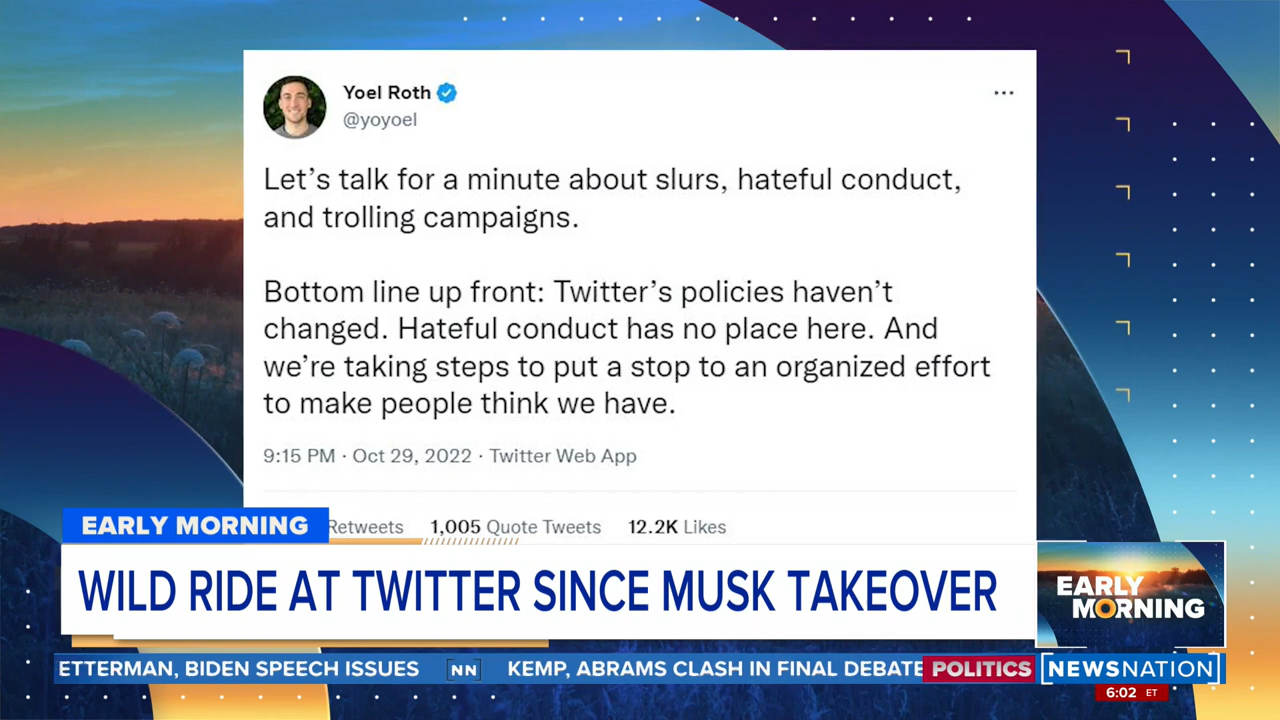 Yoel Roth
@yoyoel
Let's talk for a minute about slurs, hateful conduct,
and trolling campaigns.
Bottom line up front: Twitter's policies haven't
changed. Hateful conduct has no place here. And
we're taking steps to put a stop to an organized effort
to make people think we have.
9:15 PM · Oct 29, 2022 · Twitter Web App
Retweets 1,005 Quote Tweets 12.2K Likes
EARLY MORNING
WILD RIDE AT TWITTER SINCE MUSK TAKEOVER
EARLY
MORNING
ETTERMAN, BIDEN SPEECH ISSUES NN KEMP, ABRAMS CLASH IN FINAL DEBATE POLITICS NEWSNATION
6:02 ET